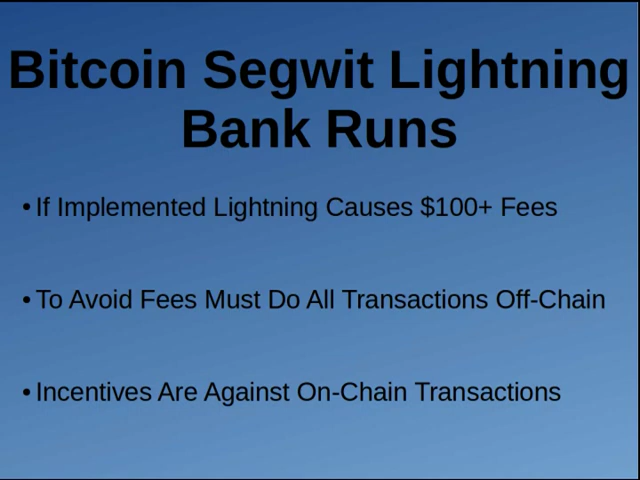 Bitcoin Segwit Lightning
Bank Runs
• If Implemented Lightning Causes $100+ Fees
• To Avoid Fees Must Do All Transactions Off-Chain
• Incentives Are Against On-Chain Transactions